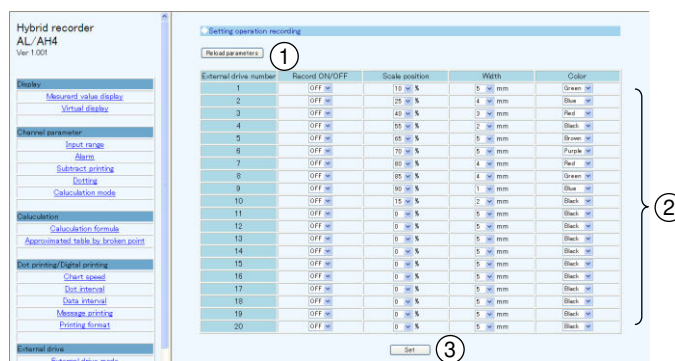 Hybrid recorder
AL/AH4
Ver 1.001
Display
Mesurerd value display
Virtual display
Channel parameter
Input range
Alarm
Subtract printing
Dotting
Caluculation mode
Caluculation
Caluculation formula
Approximated table by broken point
Dot printing/Digital printing
Chart speed
Dot interval
Data interval
Message printing
Printing format
External drive
External drive mode
Setting operation recording
Reload parameters ①
External drive number Record ON/OFF Scale position Width Color
1 OFF 10 % 5 mm Green
2 OFF 25 % 4 mm Blue
3 OFF 40 % 3 mm Red
4 OFF 55 % 2 mm Black
5 OFF 65 % 5 mm Brown
6 OFF 70 % 5 mm Purple
7 OFF 80 % 4 mm Red
8 OFF 85 % 4 mm Green
9 OFF 90 % 1 mm Blue
10 OFF 15 % 2 mm Black
11 OFF 0 % 5 mm Black
12 OFF 0 % 5 mm Black
13 OFF 0 % 5 mm Black
14 OFF 0 % 5 mm Black
15 OFF 0 % 5 mm Black
16 OFF 0 % 5 mm Black
17 OFF 0 % 5 mm Black
18 OFF 0 % 5 mm Black
19 OFF 0 % 5 mm Black
20 OFF 0 % 5 mm Black
②
Set ③